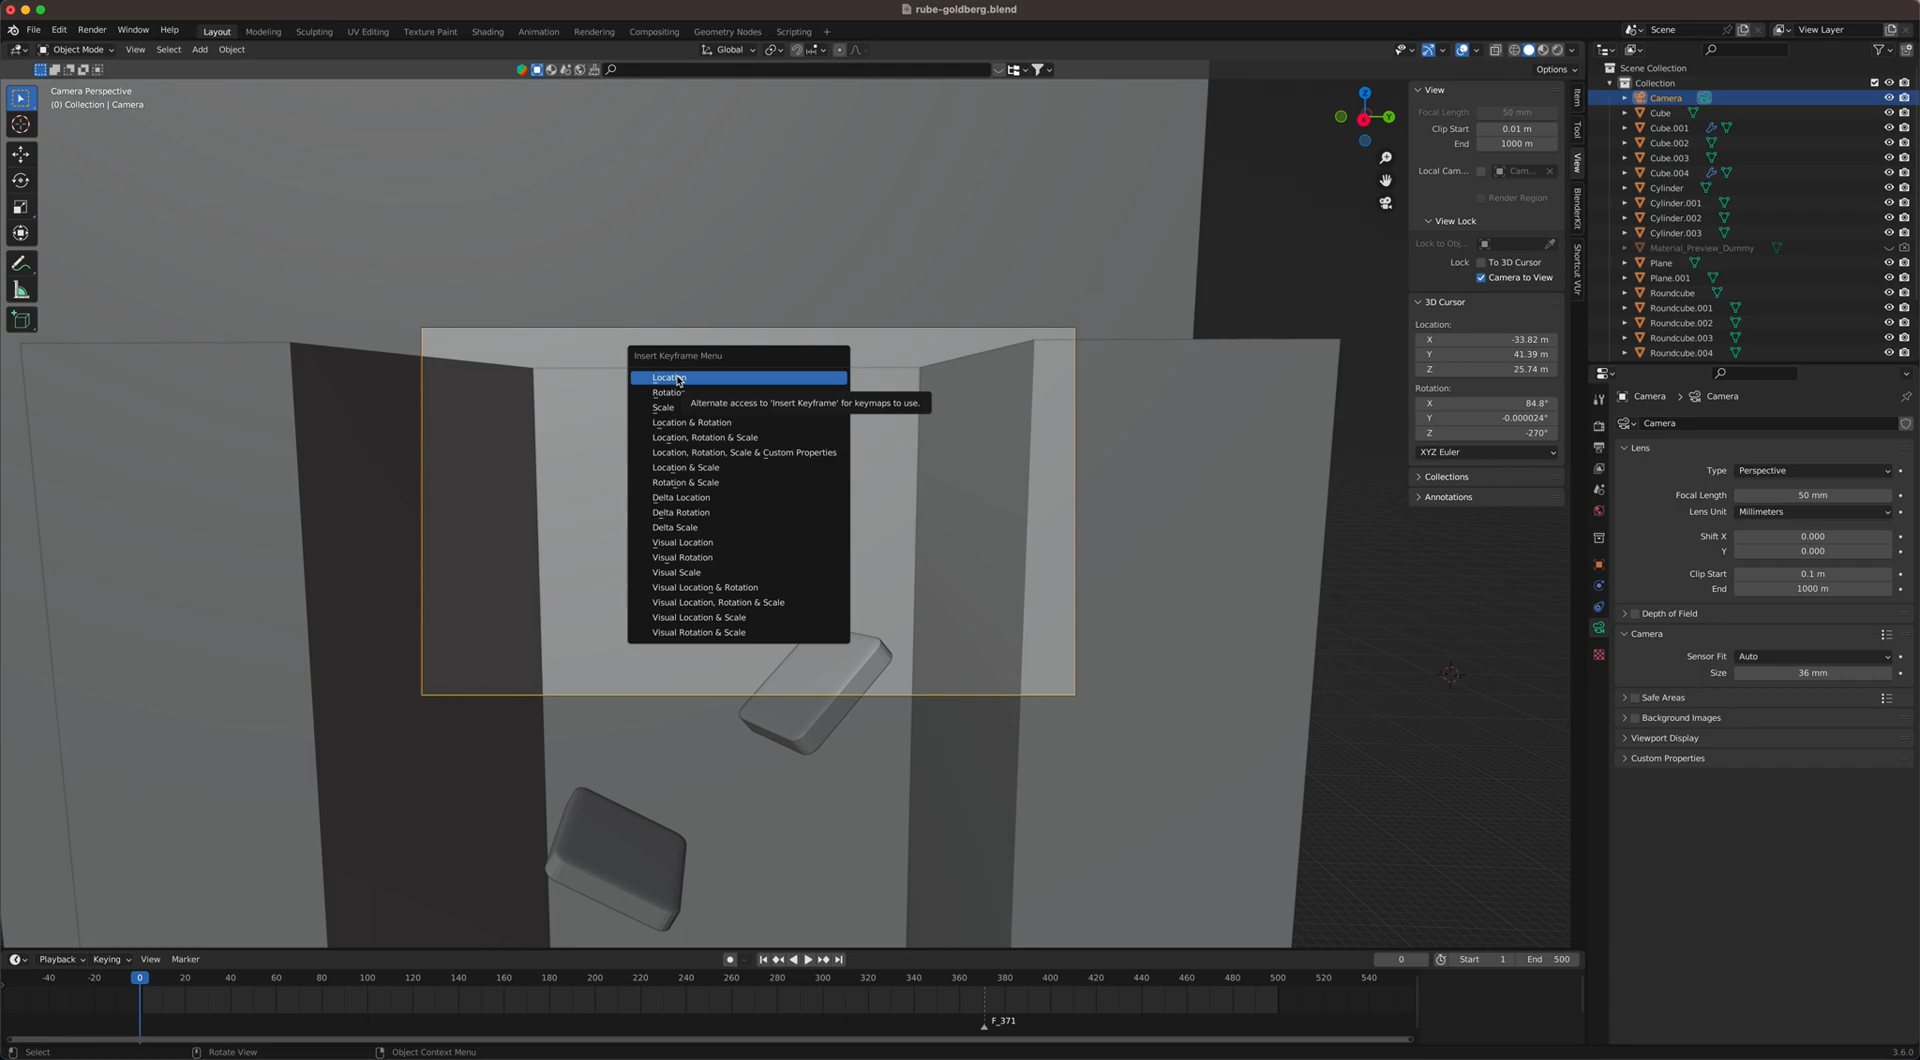 rube-goldberg.blend
File Edit Render Window Help Layout Modeling Sculpting UV Editing Texture Paint Shading Animation Rendering Compositing Geometry Nodes Scripting + Scene View Layer
Object Mode View Select Add Object Global
Options
Camera Perspective
(0) Collection | Camera
Z
Y
X
View
Focal Length 50 mm
Clip Start 0.01 m
End 1000 m
Local Cam... Cam...
Render Region
View Lock
Lock to Obj...
Lock To 3D Cursor
Camera to View
3D Cursor
Location:
X -33.82 m
Y 41.39 m
Z 25.74 m
Rotation:
X 84.8°
Y -0.000024°
Z -270°
XYZ Euler
Collections
Annotations
Item
Tool
View
BlenderKit
Shortcut VUr
Scene Collection
Collection
Camera
Cube
Cube.001
Cube.002
Cube.003
Cube.004
Cylinder
Cylinder.001
Cylinder.002
Cylinder.003
Material_Preview_Dummy
Plane
Plane.001
Roundcube
Roundcube.001
Roundcube.002
Roundcube.003
Roundcube.004
Camera > Camera
Camera
Lens
Type Perspective
Focal Length 50 mm
Lens Unit Millimeters
Shift X 0.000
Y 0.000
Clip Start 0.1 m
End 1000 m
Depth of Field
Camera
Sensor Fit Auto
Size 36 mm
Safe Areas
Background Images
Viewport Display
Custom Properties
Insert Keyframe Menu
Location
Rotatio
Alternate access to 'Insert Keyframe' for keymaps to use.
Scale
Location & Rotation
Location, Rotation & Scale
Location, Rotation, Scale & Custom Properties
Location & Scale
Rotation & Scale
Delta Location
Delta Rotation
Delta Scale
Visual Location
Visual Rotation
Visual Scale
Visual Location & Rotation
Visual Location, Rotation & Scale
Visual Location & Scale
Visual Rotation & Scale
Playback Keying View Marker 0 Start 1 End 500
-40 -20 0 20 40 60 80 100 120 140 160 180 200 220 240 260 280 300 320 340 360 380 400 420 440 460 480 500 520 540
F_371
Select Rotate View Object Context Menu 3.6.0